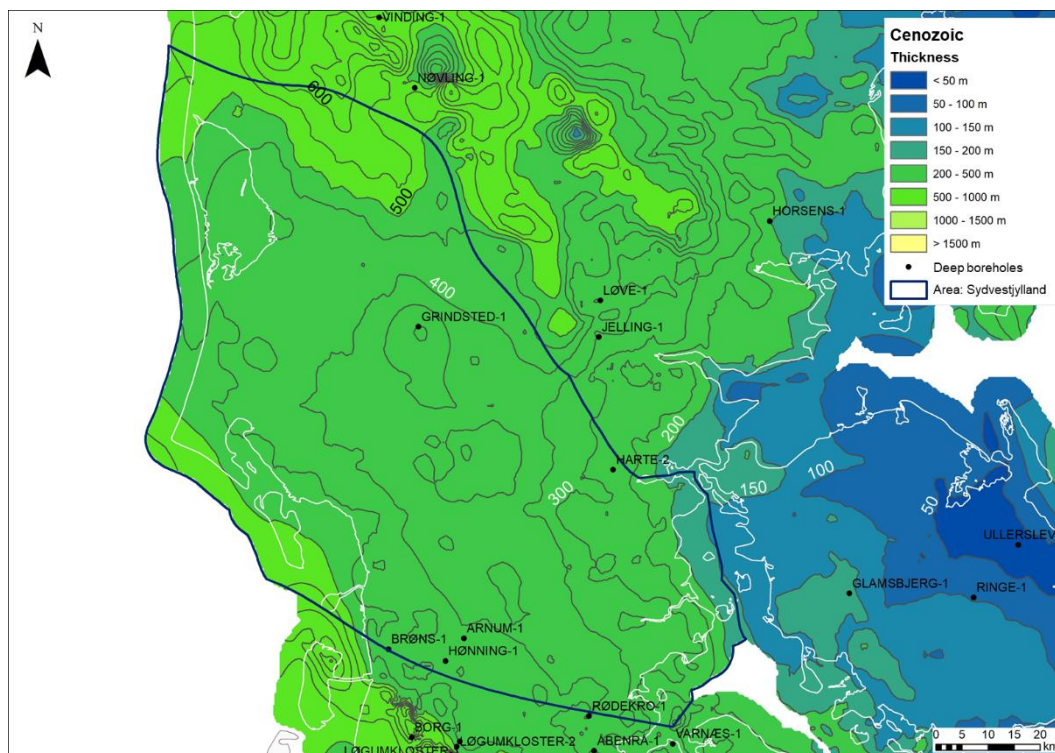 N
VINDING-1
NØVLING-1
600
500
HORSENS-1
400
LØVE-1
GRINDSTED-1
JELLING-1
200
HARTE-2
300
150
100
50
ULLERSLEV
GLAMSBJERG-1
RINGE-1
ARNUM-1
BRØNS-1
HØNNING-1
RØDEKRO-1
BORG-1
LØGUMKLOSTER-2
ÅBENRÅ-1
VARNÆS-1
LØGUMKLOSTER
Cenozoic
Thickness
< 50 m
50 - 100 m
100 - 150 m
150 - 200 m
200 - 500 m
500 - 1000 m
1000 - 1500 m
> 1500 m
Deep boreholes
Area: Sydvestjylland
0 5 10 15 20